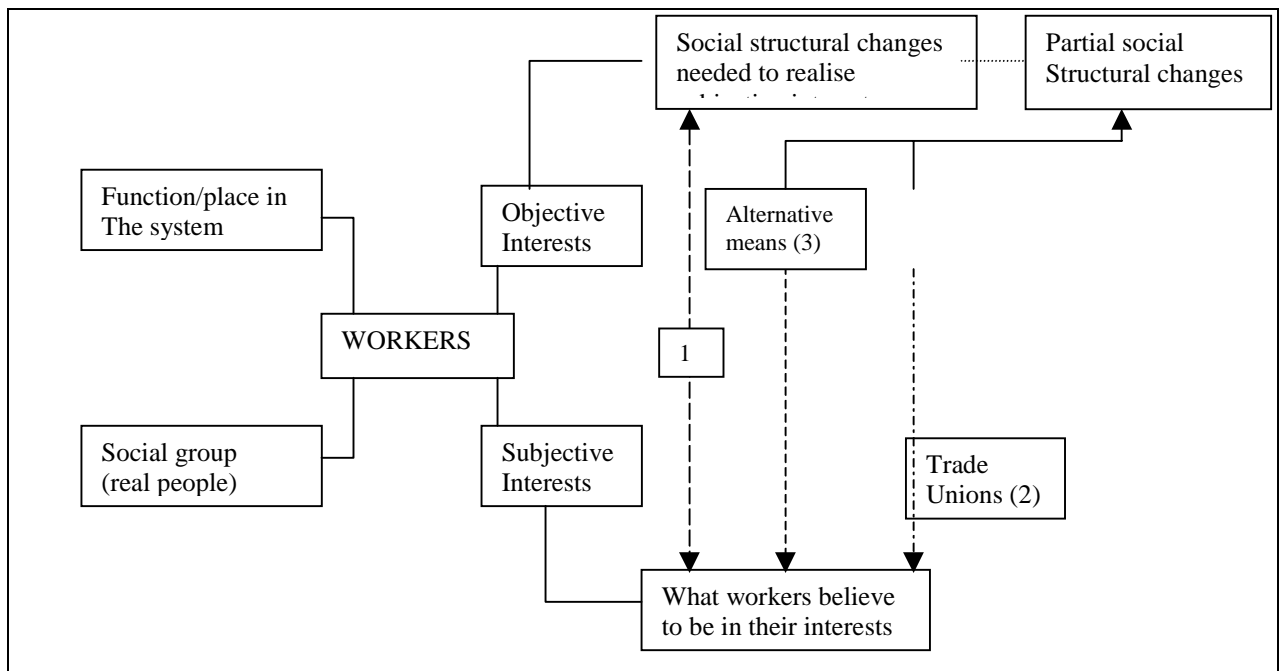 Social structural changes
needed to realise
Partial social
Structural changes
Function/place in
The system
Objective
Interests
Alternative
means (3)
WORKERS
1
Social group
(real people)
Subjective
Interests
Trade
Unions (2)
What workers believe
to be in their interests